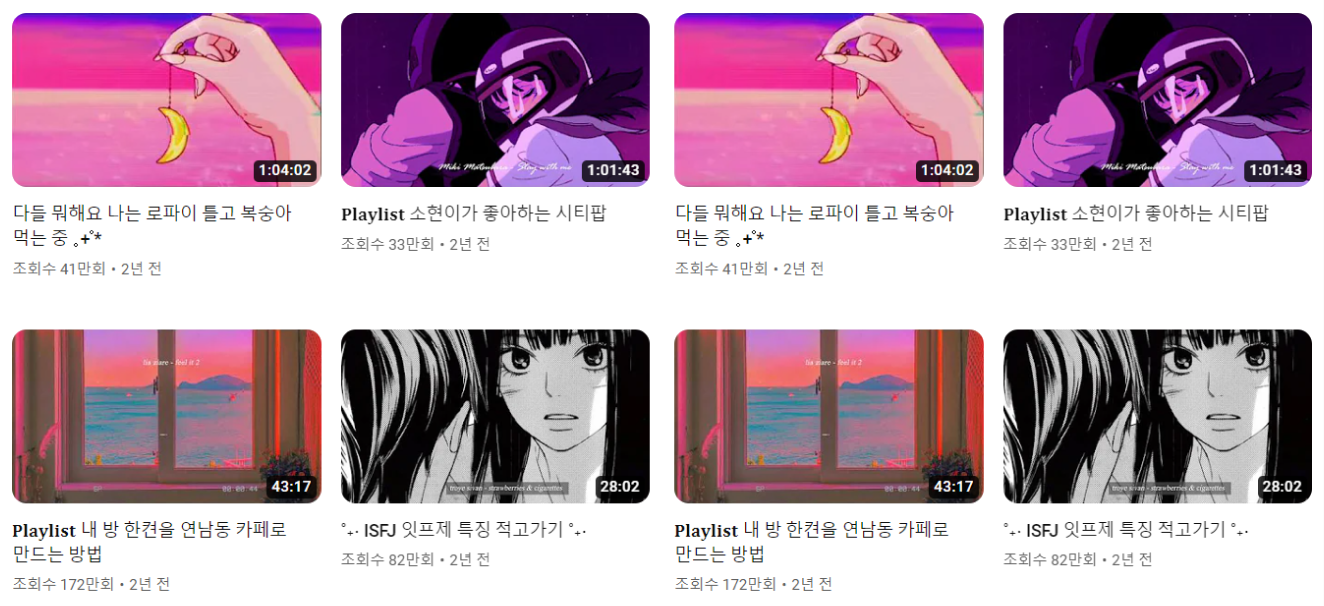 1:04:02
Miki Matsubara - Stay with me
1:01:43
1:04:02
Miki Matsubara - Stay with me
1:01:43
다들 뭐해요 나는 로파이 틀고 복숭아
먹는 중 ˳✢˚*
조회수 41만회 • 2년 전
Playlist 소현이가 좋아하는 시티팝
조회수 33만회 • 2년 전
다들 뭐해요 나는 로파이 틀고 복숭아
먹는 중 ˳✢˚*
조회수 41만회 • 2년 전
Playlist 소현이가 좋아하는 시티팝
조회수 33만회 • 2년 전
feel it 2
SP
00 00 44
43:17
troye sivan - strawberries & cigarettes
28:02
feel it 2
SP
00 00 44
43:17
troye sivan - strawberries & cigarettes
28:02
Playlist 내 방 한켠을 연남동 카페로
만드는 방법
조회수 172만회 • 2년 전
˚₊· ISFJ 잇프제 특징 적고가기 ˚₊·
조회수 82만회 • 2년 전
Playlist 내 방 한켠을 연남동 카페로
만드는 방법
조회수 172만회 • 2년 전
˚₊· ISFJ 잇프제 특징 적고가기 ˚₊·
조회수 82만회 • 2년 전